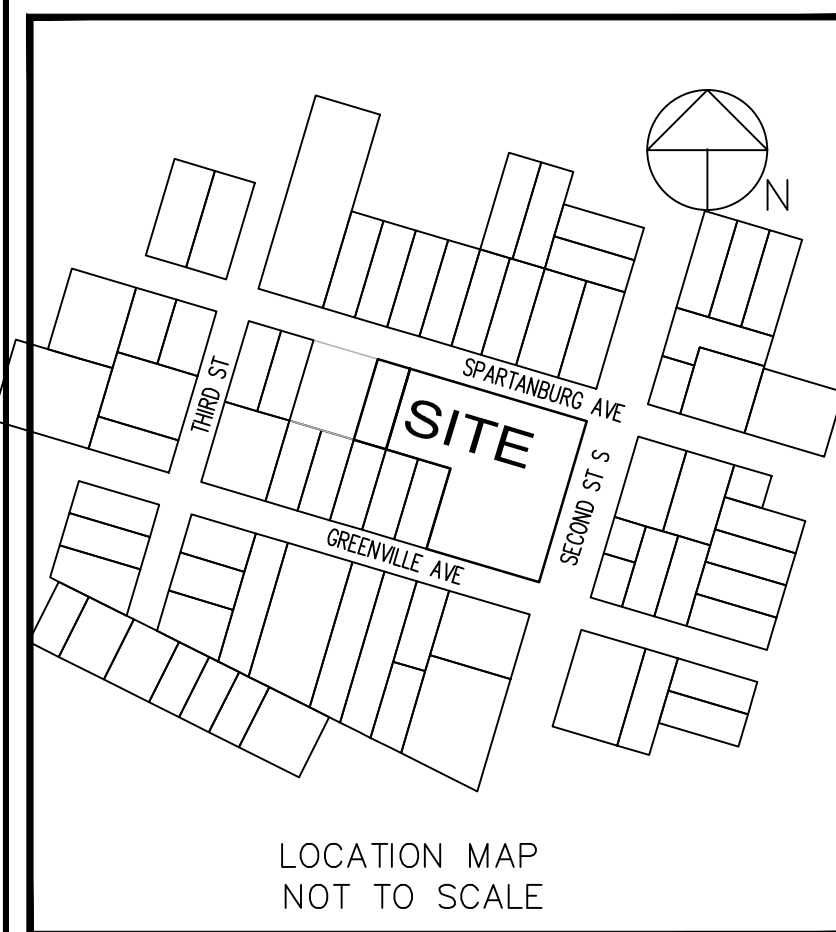 N
SPARTANBURG AVE
THIRD ST
SITE
SECOND ST S
GREENVILLE AVE
LOCATION MAP
NOT TO SCALE